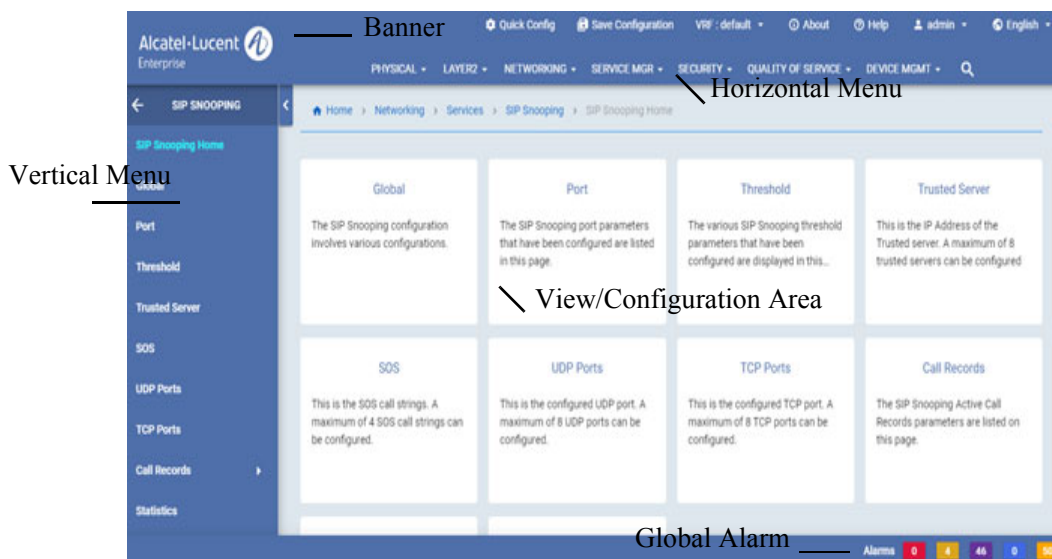 Alcatel·Lucent
Enterprise
Banner
Quick Config
Save Configuration
VRF : default
About
Help
admin
English
PHYSICAL
LAYER2
NETWORKING
SERVICE MGR
SECURITY
QUALITY OF SERVICE
DEVICE MGMT
Horizontal Menu
SIP SNOOPING
Home > Networking > Services > SIP Snooping > SIP Snooping Home
SIP Snooping Home
Vertical Menu
Global
Port
Threshold
Trusted Server
SOS
UDP Ports
TCP Ports
Call Records
Statistics
Global
The SIP Snooping configuration
involves various configurations.
Port
The SIP Snooping port parameters
that have been configured are listed
in this page.
Threshold
The various SIP Snooping threshold
parameters that have been
configured are displayed in this...
Trusted Server
This is the IP Address of the
Trusted server. A maximum of 8
trusted servers can be configured
View/Configuration Area
SOS
This is the SOS call strings. A
maximum of 4 SOS call strings can
be configured.
UDP Ports
This is the configured UDP port. A
maximum of 8 UDP ports can be
configured.
TCP Ports
This is the configured TCP port. A
maximum of 8 TCP ports can be
configured.
Call Records
The SIP Snooping Active Call
Records parameters are listed on
this page.
Global Alarm
Alarms 0 4 46 0